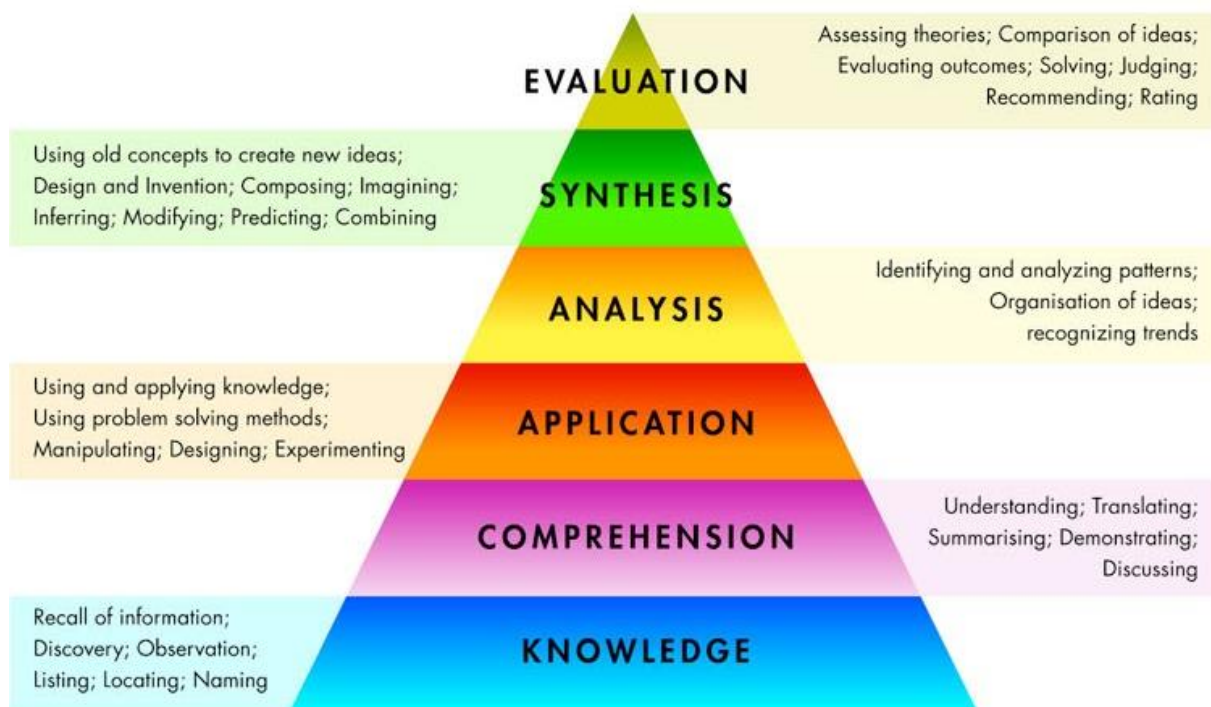 EVALUATION
Assessing theories; Comparison of ideas;
Evaluating outcomes; Solving; Judging;
Recommending; Rating
Using old concepts to create new ideas;
Design and Invention; Composing; Imagining;
Inferring; Modifying; Predicting; Combining
SYNTHESIS
ANALYSIS
Identifying and analyzing patterns;
Organisation of ideas;
recognizing trends
Using and applying knowledge;
Using problem solving methods;
Manipulating; Designing; Experimenting
APPLICATION
COMPREHENSION
Understanding; Translating;
Summarising; Demonstrating;
Discussing
Recall of information;
Discovery; Observation;
Listing; Locating; Naming
KNOWLEDGE